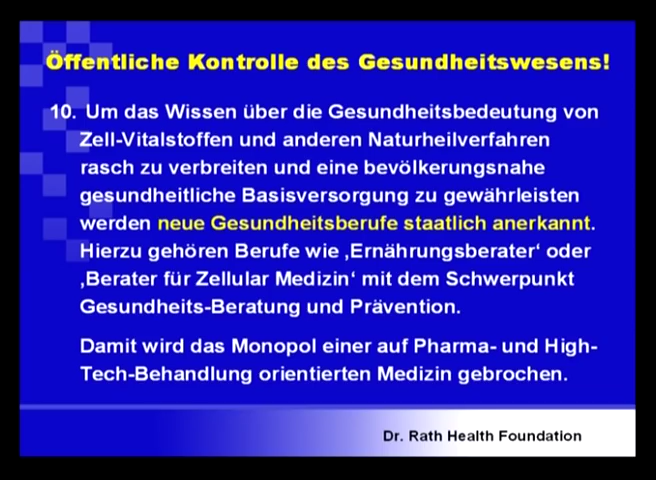 Öffentliche Kontrolle des Gesundheitswesens!
10. Um das Wissen über die Gesundheitsbedeutung von
Zell-Vitalstoffen und anderen Naturheilverfahren
rasch zu verbreiten und eine bevölkerungsnahe
gesundheitliche Basisversorgung zu gewährleisten
werden neue Gesundheitsberufe staatlich anerkannt.
Hierzu gehören Berufe wie ‚Ernährungsberater‘ oder
‚Berater für Zellular Medizin‘ mit dem Schwerpunkt
Gesundheits-Beratung und Prävention.
Damit wird das Monopol einer auf Pharma- und High-
Tech-Behandlung orientierten Medizin gebrochen.
Dr. Rath Health Foundation